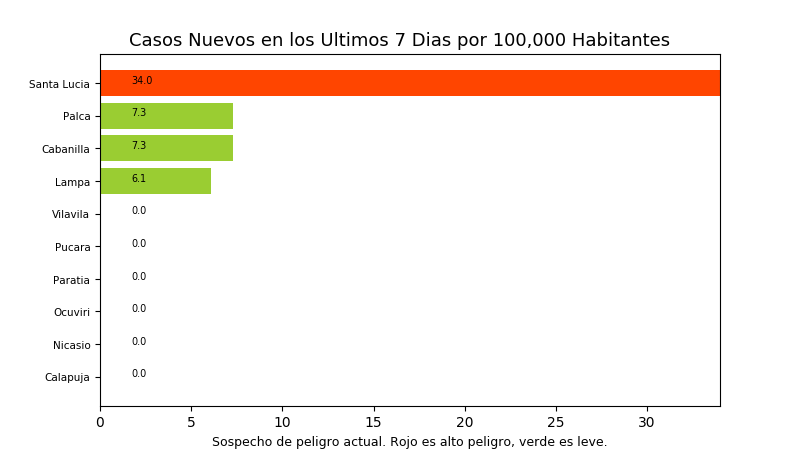 Casos Nuevos en los Ultimos 7 Dias por 100,000 Habitantes
Santa Lucia 34.0
Palca 7.3
Cabanilla 7.3
Lampa 6.1
Vilavila 0.0
Pucara 0.0
Paratia 0.0
Ocuviri 0.0
Nicasio 0.0
Calapuja 0.0
0 5 10 15 20 25 30
Sospecho de peligro actual. Rojo es alto peligro, verde es leve.